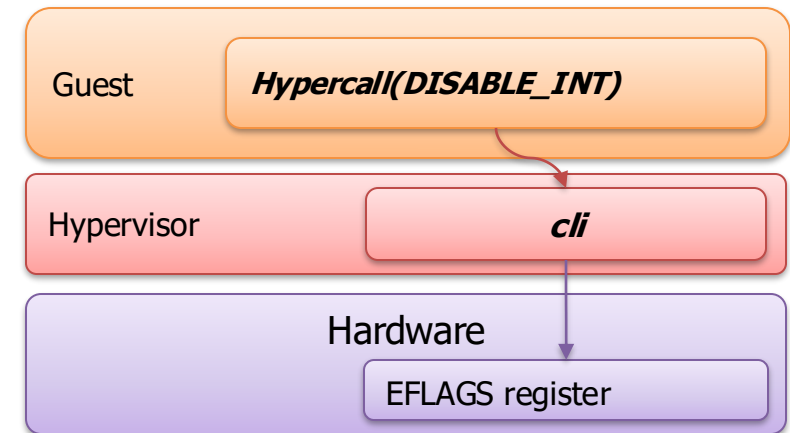 Guest
Hypercall(DISABLE_INT)
Hypervisor
cli
Hardware
EFLAGS register